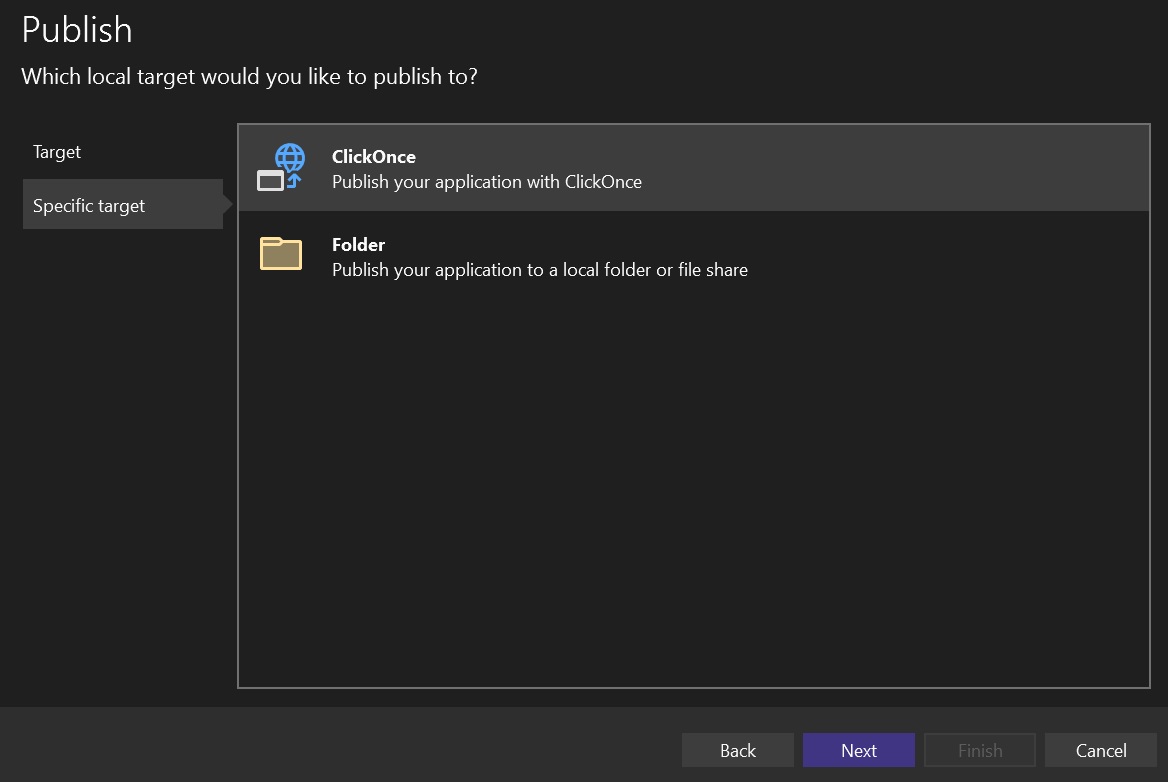 Publish
Which local target would you like to publish to?
Target
Specific target
ClickOnce
Publish your application with ClickOnce
Folder
Publish your application to a local folder or file share
Back
Next
Finish
Cancel